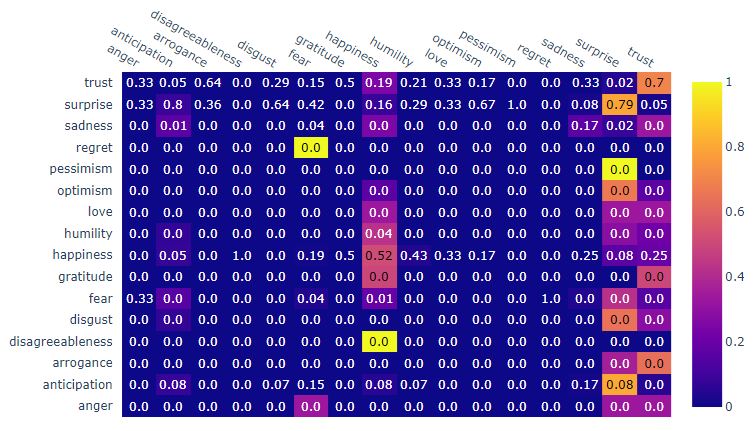 anger anticipation arrogance disagreeableness disgust fear gratitude happiness humility love optimism pessimism regret sadness surprise trust
trust 0.33 0.05 0.64 0.0 0.29 0.15 0.5 0.19 0.21 0.33 0.17 0.0 0.0 0.33 0.02 0.7
1
surprise 0.33 0.8 0.36 0.0 0.64 0.42 0.0 0.16 0.29 0.33 0.67 1.0 0.0 0.08 0.79 0.05
sadness 0.0 0.01 0.0 0.0 0.0 0.04 0.0 0.0 0.0 0.0 0.0 0.0 0.0 0.17 0.02 0.0
0.8
regret 0.0 0.0 0.0 0.0 0.0 0.0 0.0 0.0 0.0 0.0 0.0 0.0 0.0 0.0 0.0 0.0
pessimism 0.0 0.0 0.0 0.0 0.0 0.0 0.0 0.0 0.0 0.0 0.0 0.0 0.0 0.0 0.0 0.0
optimism 0.0 0.0 0.0 0.0 0.0 0.0 0.0 0.0 0.0 0.0 0.0 0.0 0.0 0.0 0.0 0.0
0.6
love 0.0 0.0 0.0 0.0 0.0 0.0 0.0 0.0 0.0 0.0 0.0 0.0 0.0 0.0 0.0 0.0
humility 0.0 0.0 0.0 0.0 0.0 0.0 0.0 0.04 0.0 0.0 0.0 0.0 0.0 0.0 0.0 0.0
happiness 0.0 0.05 0.0 1.0 0.0 0.19 0.5 0.52 0.43 0.33 0.17 0.0 0.0 0.25 0.08 0.25
gratitude 0.0 0.0 0.0 0.0 0.0 0.0 0.0 0.0 0.0 0.0 0.0 0.0 0.0 0.0 0.0 0.0
0.4
fear 0.33 0.0 0.0 0.0 0.0 0.04 0.0 0.01 0.0 0.0 0.0 0.0 1.0 0.0 0.0 0.0
disgust 0.0 0.0 0.0 0.0 0.0 0.0 0.0 0.0 0.0 0.0 0.0 0.0 0.0 0.0 0.0 0.0
disagreeableness 0.0 0.0 0.0 0.0 0.0 0.0 0.0 0.0 0.0 0.0 0.0 0.0 0.0 0.0 0.0 0.0
0.2
arrogance 0.0 0.0 0.0 0.0 0.0 0.0 0.0 0.0 0.0 0.0 0.0 0.0 0.0 0.0 0.0 0.0
anticipation 0.0 0.08 0.0 0.0 0.07 0.15 0.0 0.08 0.07 0.0 0.0 0.0 0.0 0.17 0.08 0.0
anger 0.0 0.0 0.0 0.0 0.0 0.0 0.0 0.0 0.0 0.0 0.0 0.0 0.0 0.0 0.0 0.0
0